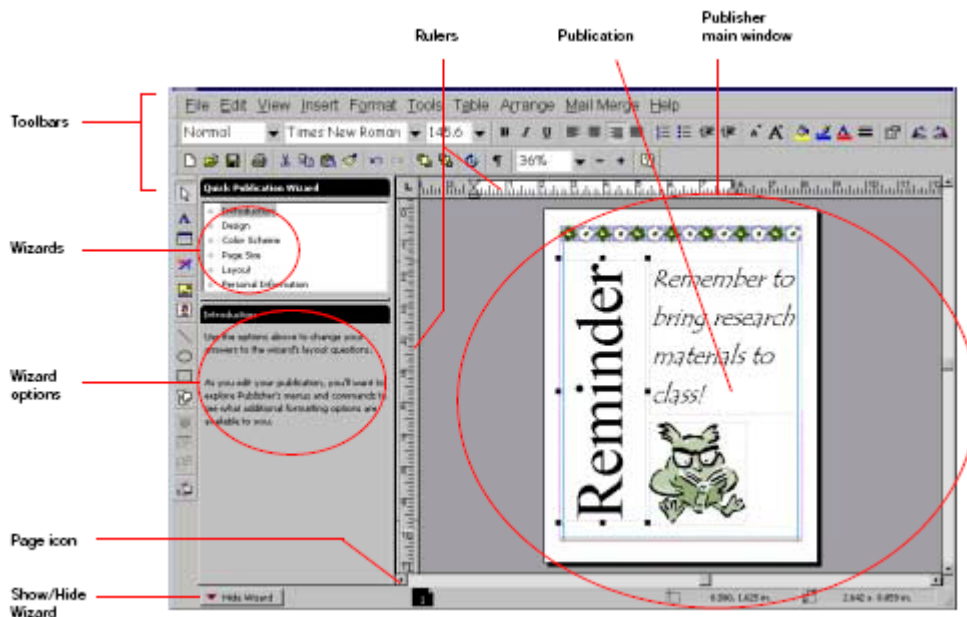 Rulers
Publication
Publisher
main window
Toolbars
File Edit View Insert Format Tools Table Arrange Mail Merge Help
Normal Times New Roman 145.6
36%
Quick Publication Wizard
Introduction
Design
Color Scheme
Page Size
Layout
Personal Information
Wizards
Introduction
Use the options above to change your
answers to the wizard's layout questions.
As you edit your publication, you'll want to
explore Publisher's menus and commands to
see what additional formatting options are
available to you.
Wizard
options
Reminder
Remember to
bring research
materials to
class!
Page icon
Show/Hide
Wizard
Hide Wizard
1